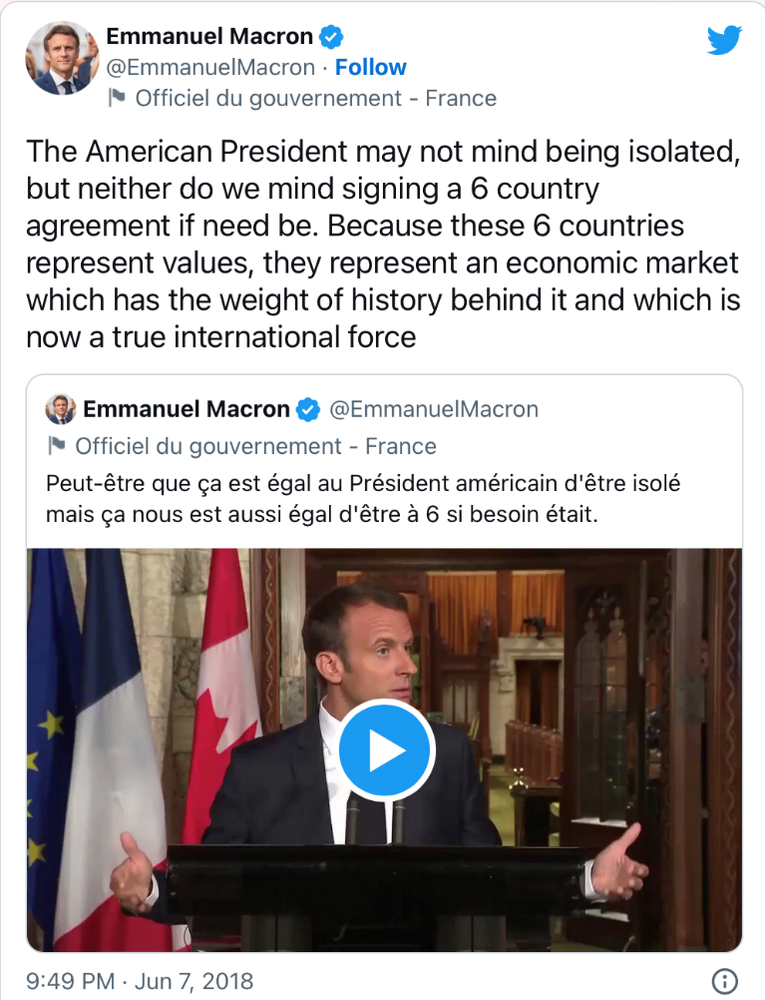 Emmanuel Macron
@EmmanuelMacron · Follow
Officiel du gouvernement - France
The American President may not mind being isolated,
but neither do we mind signing a 6 country
agreement if need be. Because these 6 countries
represent values, they represent an economic market
which has the weight of history behind it and which is
now a true international force
Emmanuel Macron @EmmanuelMacron
Officiel du gouvernement - France
Peut-être que ça est égal au Président américain d'être isolé
mais ça nous est aussi égal d'être à 6 si besoin était.
9:49 PM · Jun 7, 2018